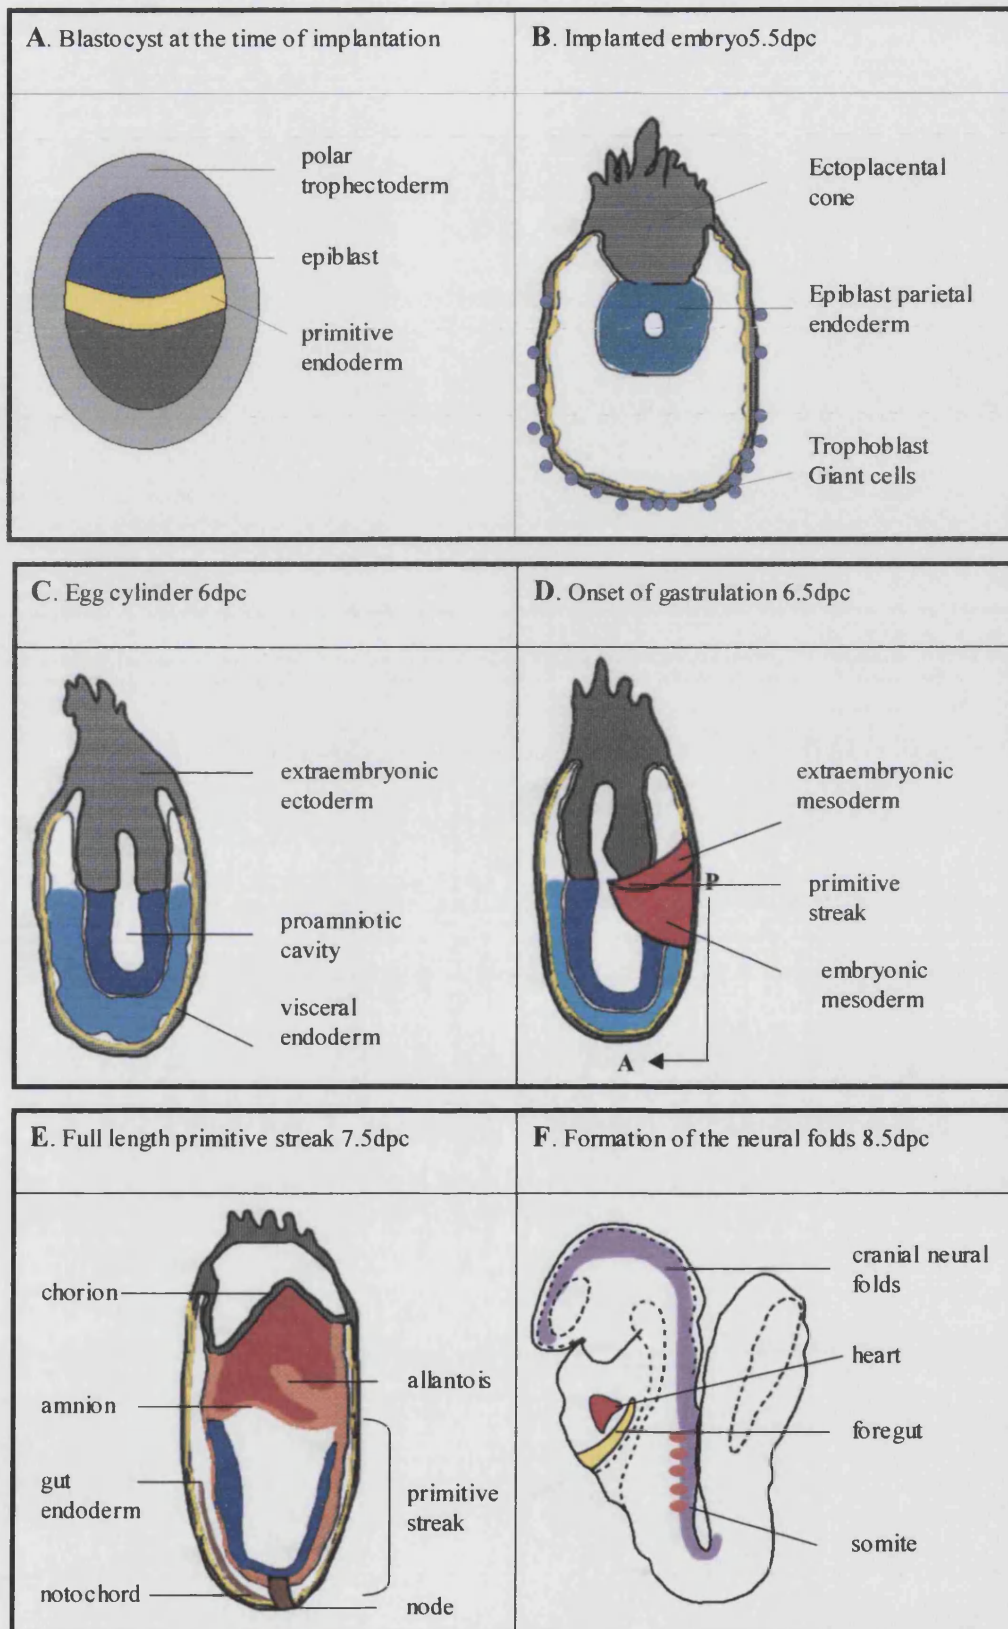 A. Blastocyst at the time of implantation
polar
trophectoderm
epiblast
primitive
endoderm
B. Implanted embryo5.5dpc
Ectoplacental
cone
Epiblast parietal
endoderm
Trophoblast
Giant cells
C. Egg cylinder 6dpc
extraembryonic
ectoderm
proamniotic
cavity
visceral
endoderm
D. Onset of gastrulation 6.5dpc
extraembryonic
mesoderm
P
primitive
streak
embryonic
mesoderm
A
E. Full length primitive streak 7.5dpc
chorion
allantois
amnion
gut
endoderm
primitive
streak
notochord
node
F. Formation of the neural folds 8.5dpc
cranial neural
folds
heart
foregut
somite